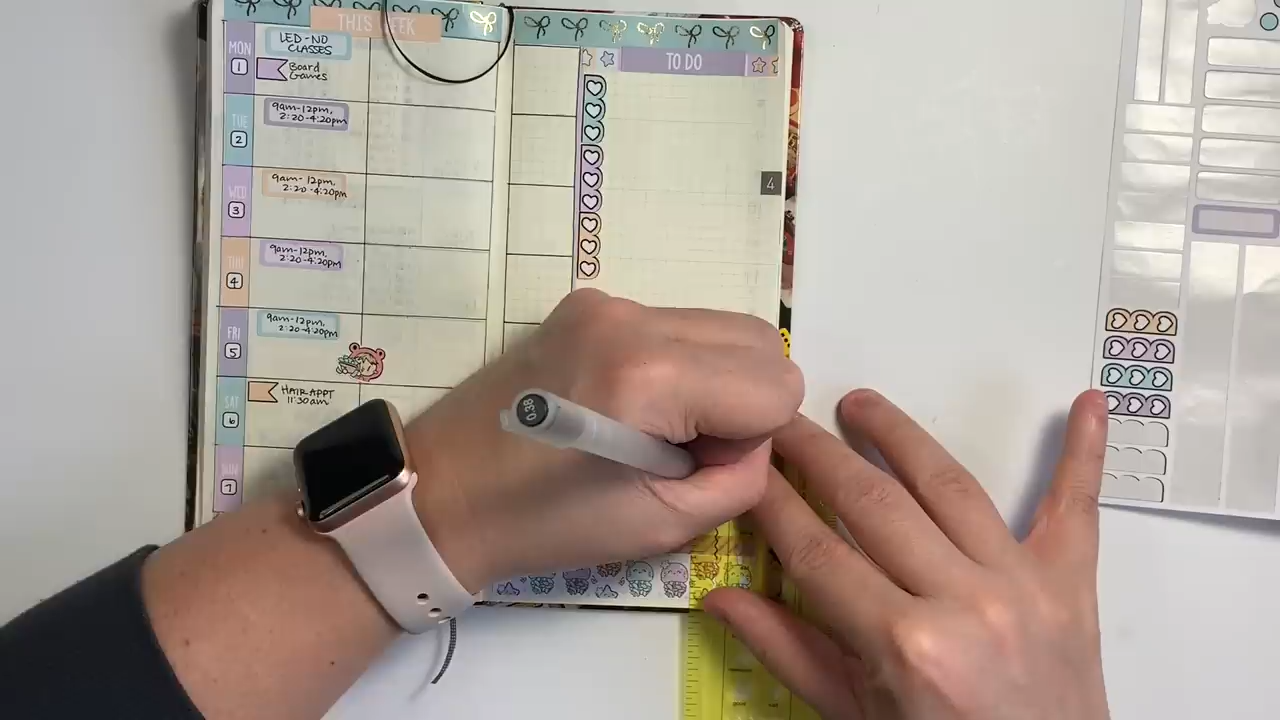 THIS WEEK
MON
1
LED-NO
CLASSES
Board
Games
TUE
2
9am-12pm,
2:20-4:20pm
WED
3
9am-12pm,
2:20-4:20pm
THU
4
9am-12pm,
2:20-4:20pm
FRI
5
9am-12pm,
2:20-4:20pm
SAT
6
HAIR APPT
11:30am
SUN
7
TO DO
4
0.38